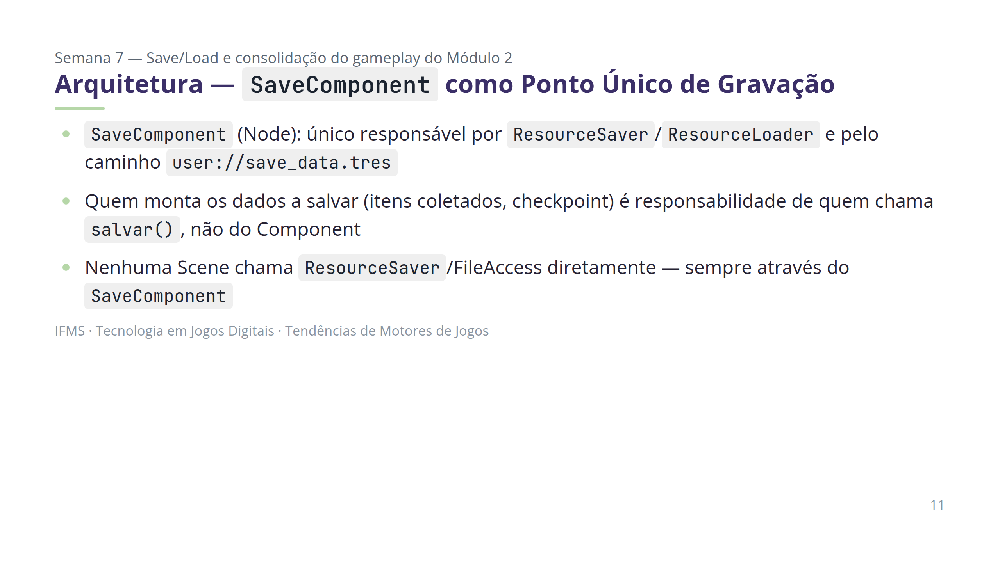 Semana 7 — Save/Load e consolidação do gameplay do Módulo 2
Arquitetura — SaveComponent como Ponto Único de Gravação
SaveComponent (Node): único responsável por ResourceSaver/ResourceLoader e pelo
caminho user://save_data.tres
Quem monta os dados a salvar (itens coletados, checkpoint) é responsabilidade de quem chama
salvar(), não do Component
Nenhuma Scene chama ResourceSaver/FileAccess diretamente — sempre através do
SaveComponent
IFMS · Tecnologia em Jogos Digitais · Tendências de Motores de Jogos
11